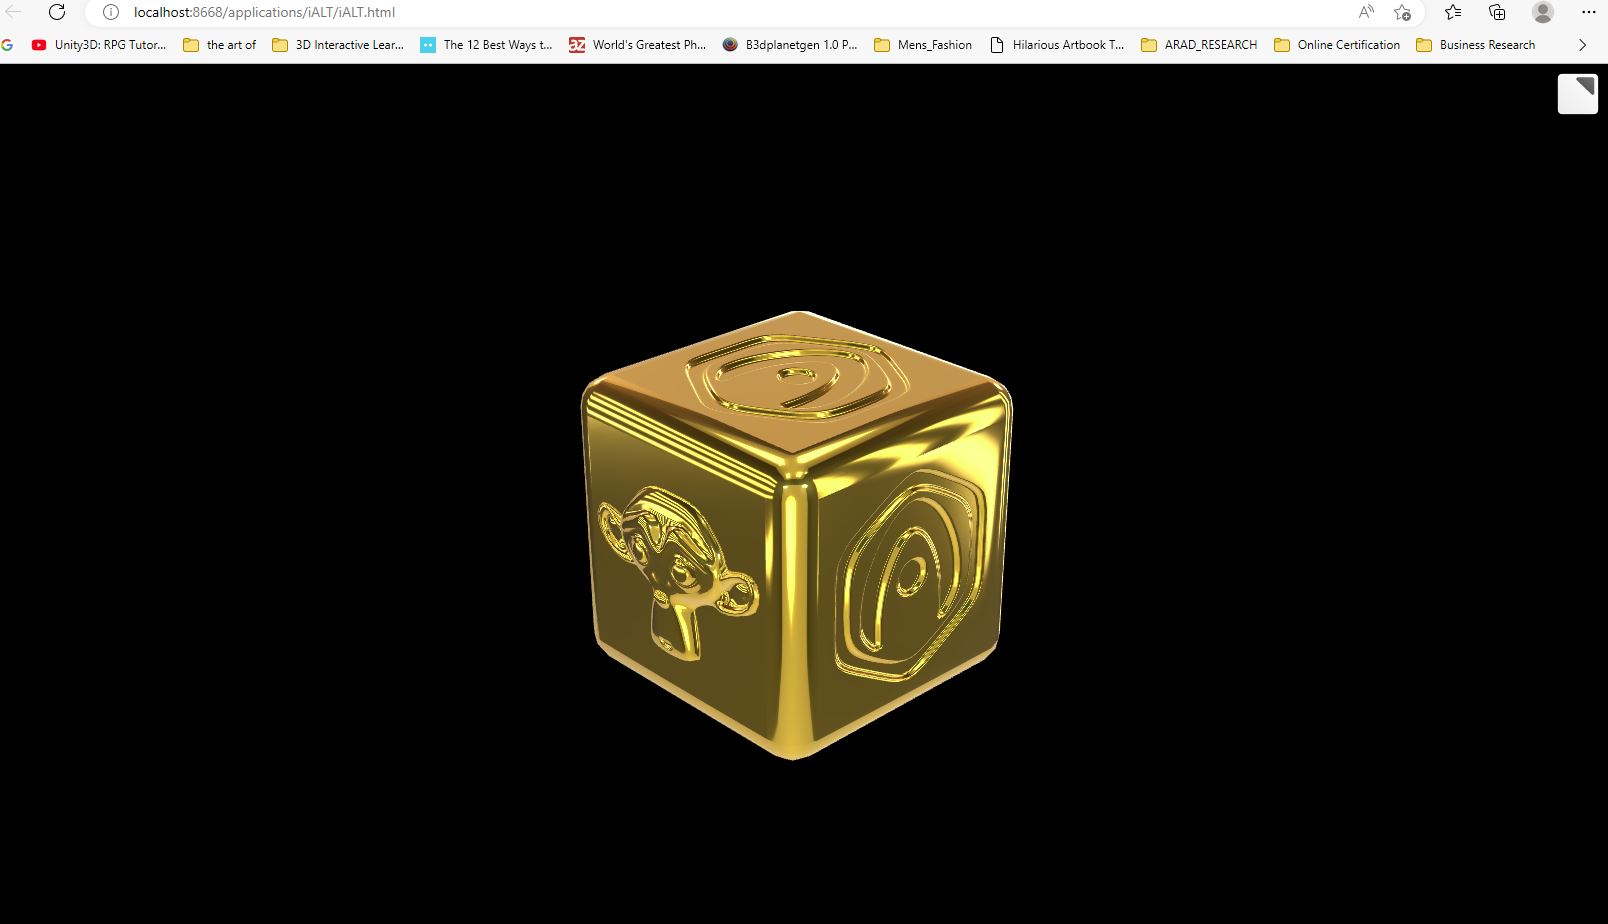 localhost:8668/applications/iALT/iALT.html
Unity3D: RPG Tutor... the art of 3D Interactive Lear... The 12 Best Ways t... az World's Greatest Ph... B3dplanetgen 1.0 P... Mens_Fashion Hilarious Artbook T... ARAD_RESEARCH Online Certification Business Research